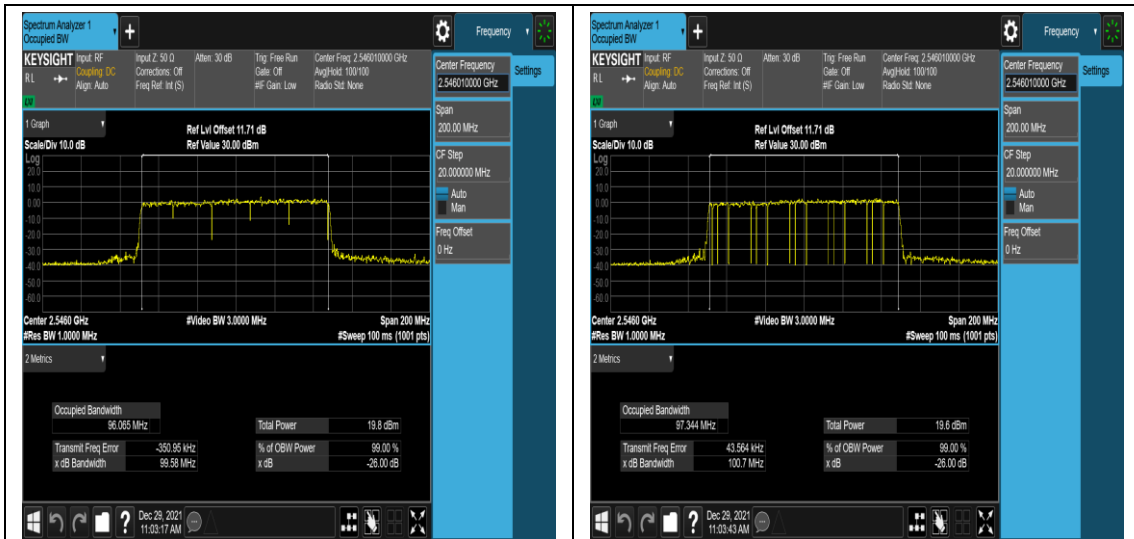 Spectrum Analyzer 1
Occupied BW
Frequency
KEYSIGHT Input: RF Input Z: 50 Ω Atten: 30 dB Trig: Free Run Center Freq: 2.546010000 GHz
Coupling: DC Corrections: Off Gate: Off Avg|Hold: 100/100
RL Align: Auto Freq Ref: Int (S) #IF Gain: Low Radio Std: None
Center Frequency
2.546010000 GHz
Settings
Span
200.00 MHz
CF Step
20.000000 MHz
Auto
Man
Freq Offset
0 Hz
1 Graph
Ref Lvl Offset 11.71 dB
Scale/Div 10.0 dB Ref Value 30.00 dBm
Log
20.0
10.0
0.00
-10.0
-20.0
-30.0
-40.0
-50.0
-60.0
Center 2.5460 GHz #Video BW 3.0000 MHz Span 200 MHz
#Res BW 1.0000 MHz #Sweep 100 ms (1001 pts)
2 Metrics
Occupied Bandwidth
96.065 MHz Total Power 19.8 dBm
Transmit Freq Error -350.95 kHz % of OBW Power 99.00 %
x dB Bandwidth 99.58 MHz x dB -26.00 dB
? Dec 29, 2021
11:03:17 AM
Spectrum Analyzer 1
Occupied BW
Frequency
KEYSIGHT Input: RF Input Z: 50 Ω Atten: 30 dB Trig: Free Run Center Freq: 2.546010000 GHz
Coupling: DC Corrections: Off Gate: Off Avg|Hold: 100/100
RL Align: Auto Freq Ref: Int (S) #IF Gain: Low Radio Std: None
Center Frequency
2.546010000 GHz
Settings
Span
200.00 MHz
CF Step
20.000000 MHz
Auto
Man
Freq Offset
0 Hz
1 Graph
Ref Lvl Offset 11.71 dB
Scale/Div 10.0 dB Ref Value 30.00 dBm
Log
20.0
10.0
0.00
-10.0
-20.0
-30.0
-40.0
-50.0
-60.0
Center 2.5460 GHz #Video BW 3.0000 MHz Span 200 MHz
#Res BW 1.0000 MHz #Sweep 100 ms (1001 pts)
2 Metrics
Occupied Bandwidth
97.344 MHz Total Power 19.6 dBm
Transmit Freq Error 43.564 kHz % of OBW Power 99.00 %
x dB Bandwidth 100.7 MHz x dB -26.00 dB
? Dec 29, 2021
11:03:43 AM